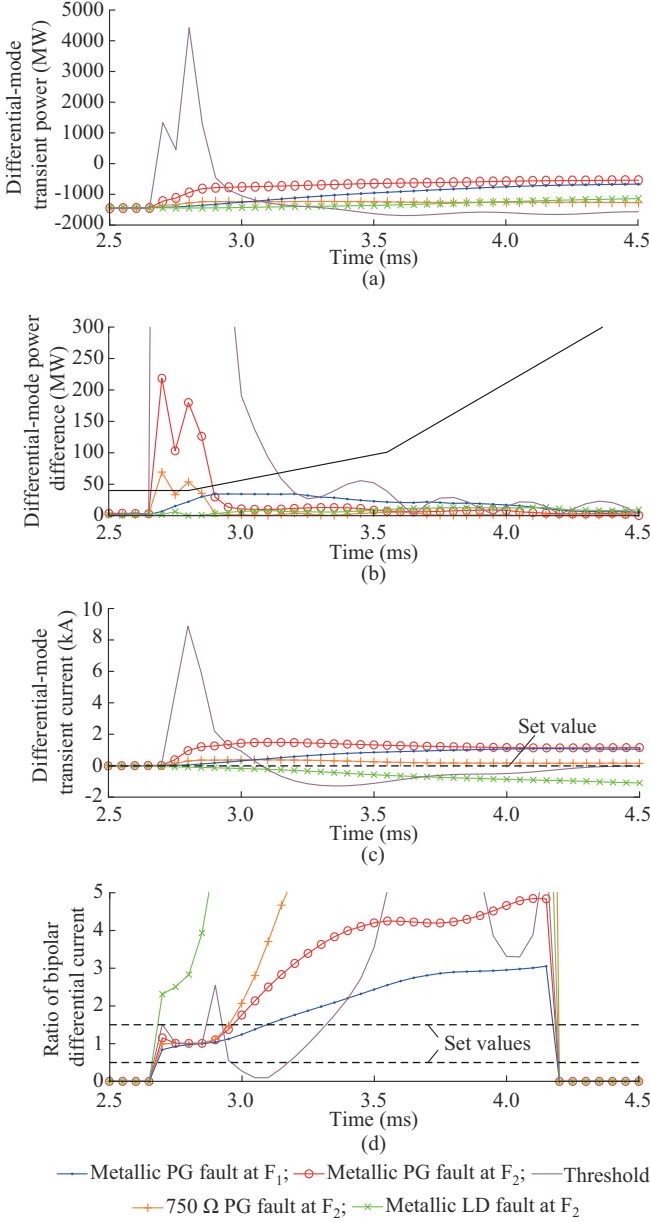 Differential-mode
transient power (MW)
5000
4000
3000
2000
1000
0
-1000
-2000
2.5 3.0 3.5 4.0 4.5
Time (ms)
(a)
Differential-mode power
difference (MW)
300
250
200
150
100
50
0
2.5 3.0 3.5 4.0 4.5
Time (ms)
(b)
Differential-mode
transient current (kA)
10
8
6
4
2
0
-2
Set value
2.5 3.0 3.5 4.0 4.5
Time (ms)
(c)
Ratio of bipolar
differential current
5
4
3
2
1
0
Set values
2.5 3.0 3.5 4.0 4.5
Time (ms)
(d)
Metallic PG fault at F1; Metallic PG fault at F2; Threshold
750 Ω PG fault at F2; Metallic LD fault at F2